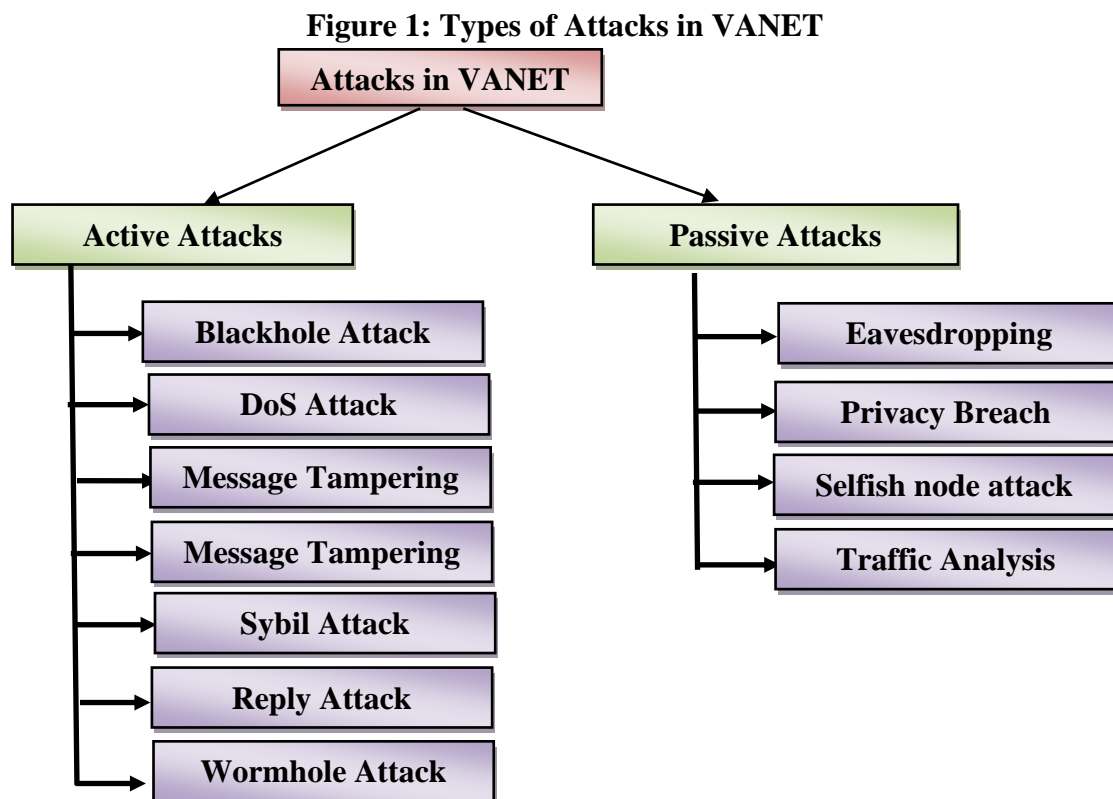 Figure 1: Types of Attacks in VANET
Attacks in VANET
Active Attacks
Passive Attacks
Blackhole Attack
DoS Attack
Message Tampering
Message Tampering
Sybil Attack
Reply Attack
Wormhole Attack
Eavesdropping
Privacy Breach
Selfish node attack
Traffic Analysis